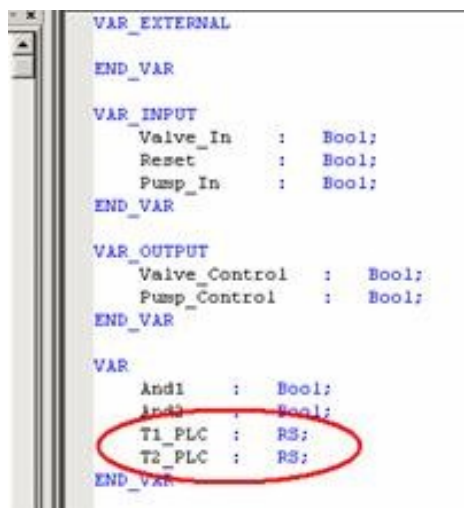 VAR_EXTERNAL
END_VAR
VAR_INPUT
Valve_In : Bool;
Reset : Bool;
Pump_In : Bool;
END_VAR
VAR_OUTPUT
Valve_Control : Bool;
Pump_Control : Bool;
END_VAR
VAR
And1 : Bool;
And2 : Bool;
T1_PLC : RS;
T2_PLC : RS;
END_VAR